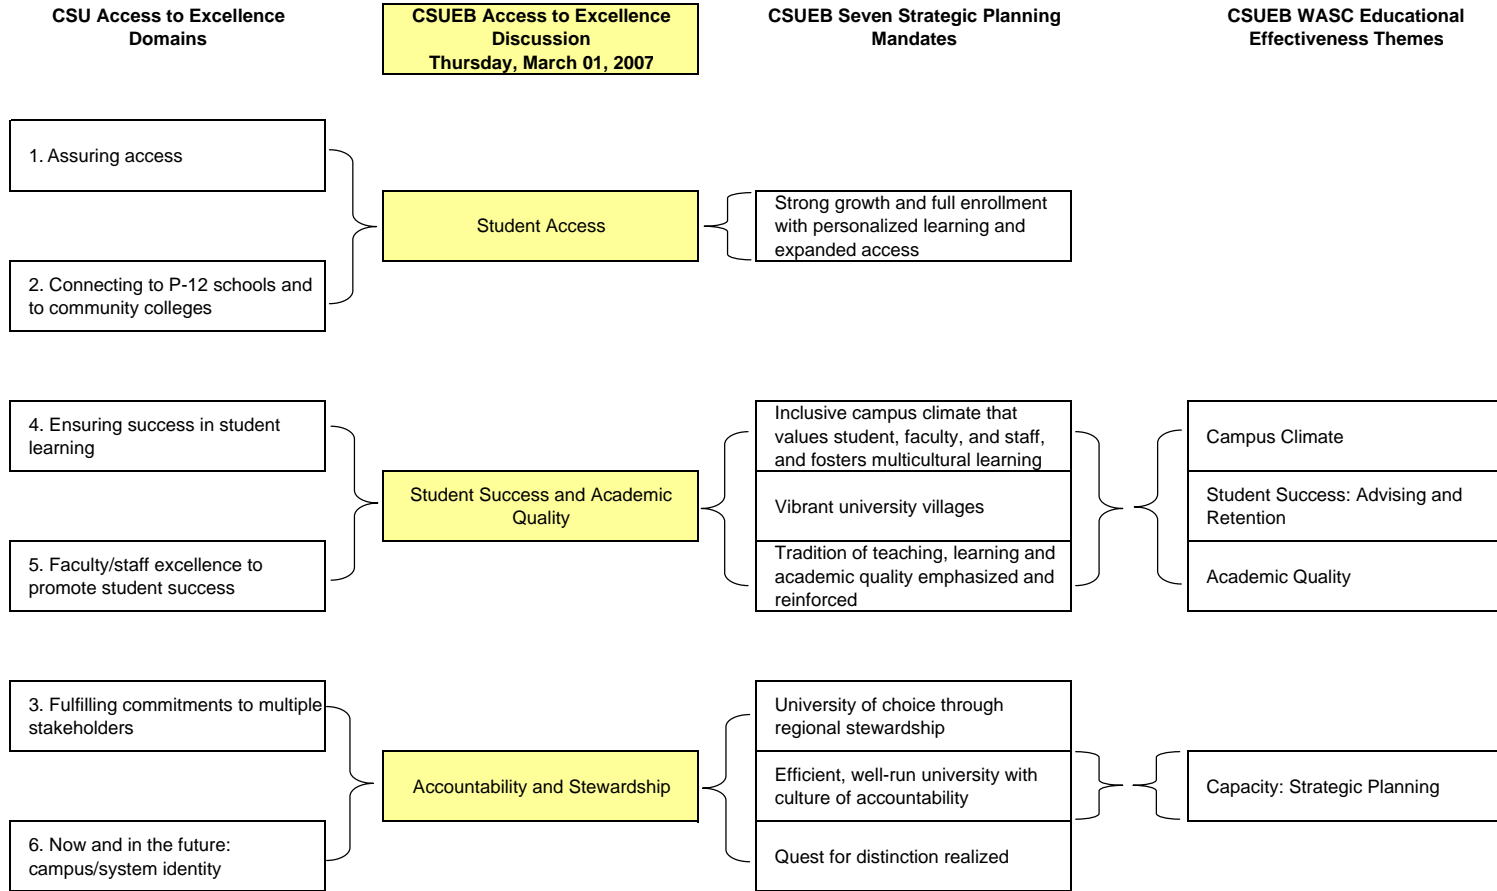 CSU Access to Excellence
Domains
CSUEB Access to Excellence
Discussion
Thursday, March 01, 2007
CSUEB Seven Strategic Planning
Mandates
CSUEB WASC Educational
Effectiveness Themes
1. Assuring access
2. Connecting to P-12 schools and
to community colleges
Student Access
Strong growth and full enrollment
with personalized learning and
expanded access
4. Ensuring success in student
learning
5. Faculty/staff excellence to
promote student success
Student Success and Academic
Quality
Inclusive campus climate that
values student, faculty, and staff,
and fosters multicultural learning
Vibrant university villages
Tradition of teaching, learning and
academic quality emphasized and
reinforced
Campus Climate
Student Success: Advising and
Retention
Academic Quality
3. Fulfilling commitments to multiple
stakeholders
6. Now and in the future:
campus/system identity
Accountability and Stewardship
University of choice through
regional stewardship
Efficient, well-run university with
culture of accountability
Quest for distinction realized
Capacity: Strategic Planning